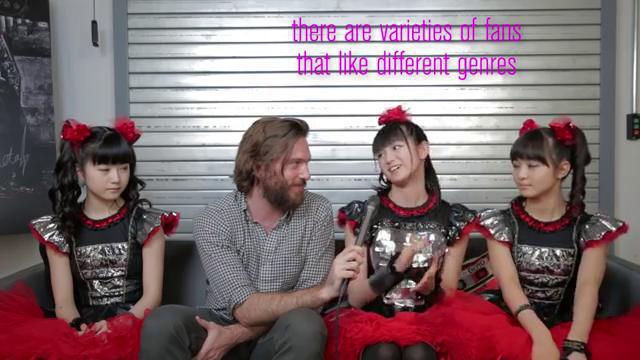 there are varieties of fans
that like different genres